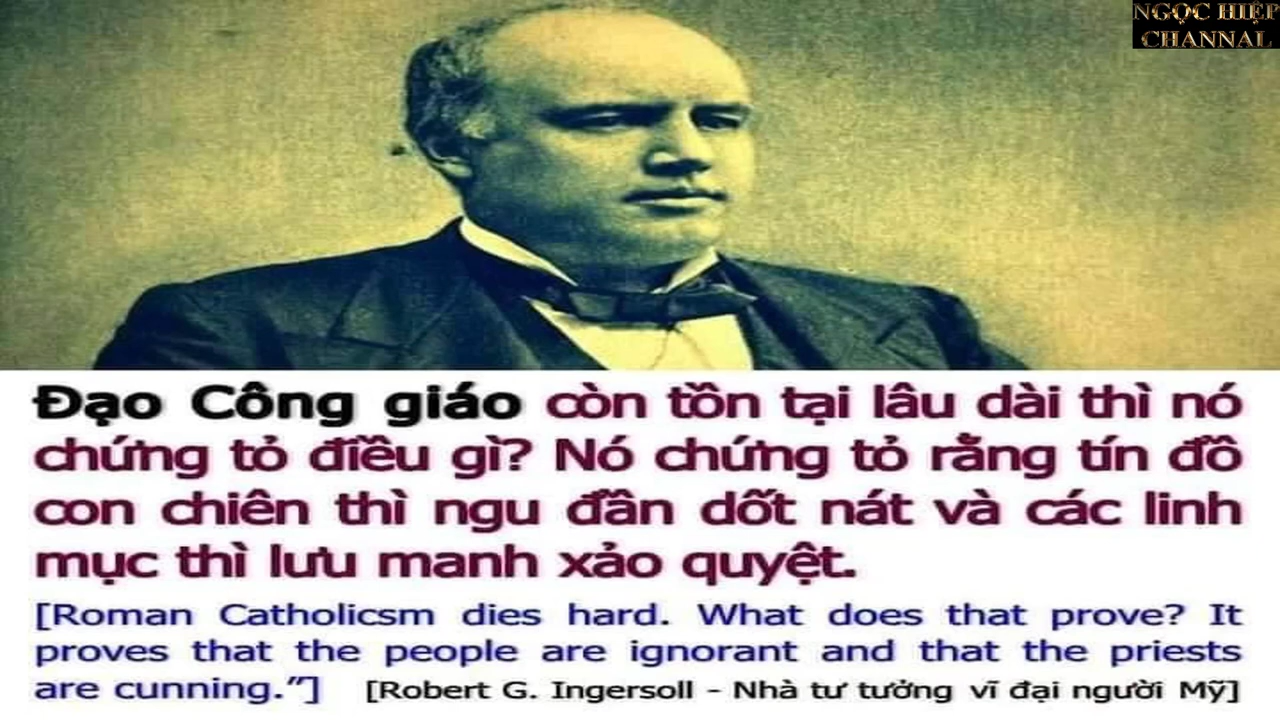 NGỌC HIỆP
CHANNAL
Đạo Công giáo còn tồn tại lâu dài thì nó
chứng tỏ điều gì? Nó chứng tỏ rằng tín đồ
con chiên thì ngu đần dốt nát và các linh
mục thì lưu manh xảo quyệt.
[Roman Catholicsm dies hard. What does that prove? It
proves that the people are ignorant and that the priests
are cunning.”] [Robert G. Ingersoll - Nhà tư tưởng vĩ đại người Mỹ]